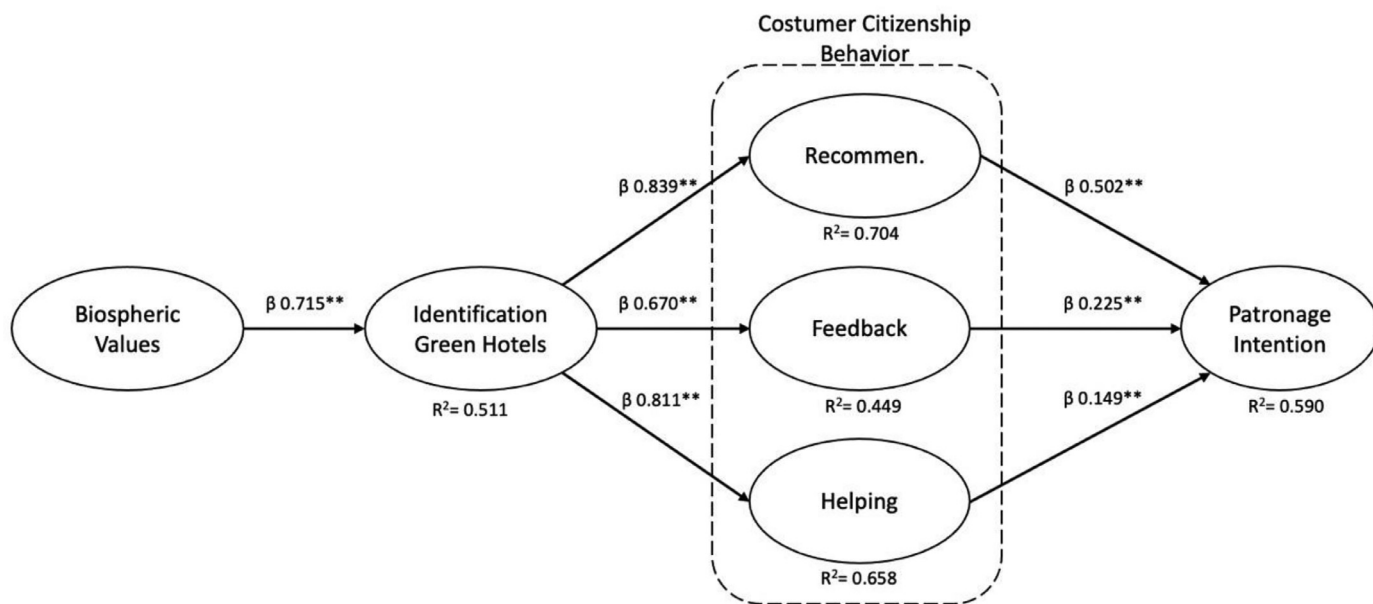 Costumer Citizenship
Behavior
Recommen.
β 0.839**
β 0.502**
R²= 0.704
Biospheric
Values
β 0.715**
Identification
Green Hotels
β 0.670**
Feedback
β 0.225**
Patronage
Intention
R²= 0.511
β 0.811**
R²= 0.449
β 0.149**
R²= 0.590
Helping
R²= 0.658